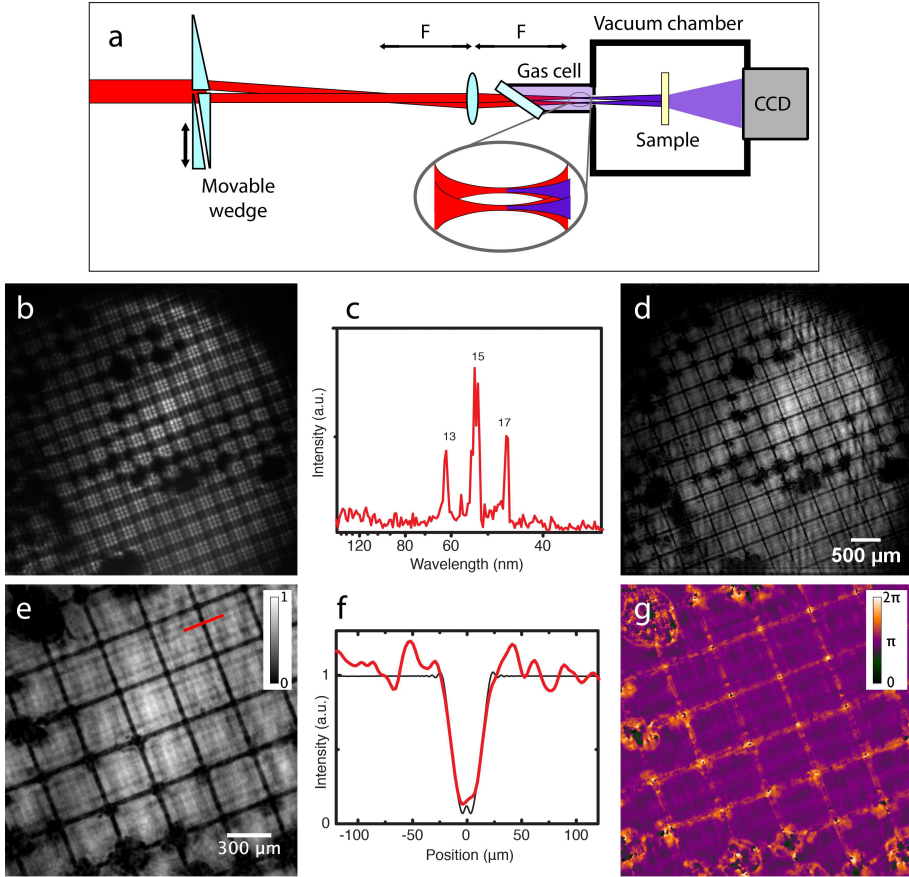 a
F
F
Vacuum chamber
Gas cell
CCD
Sample
Movable
wedge
b
c
d
15
13
17
Intensity (a.u.)
120
80
60
40
Wavelength (nm)
500 µm
e
1
0
300 µm
f
1
0
Intensity (a.u.)
-100
-50
0
50
100
Position (µm)
g
2π
π
0